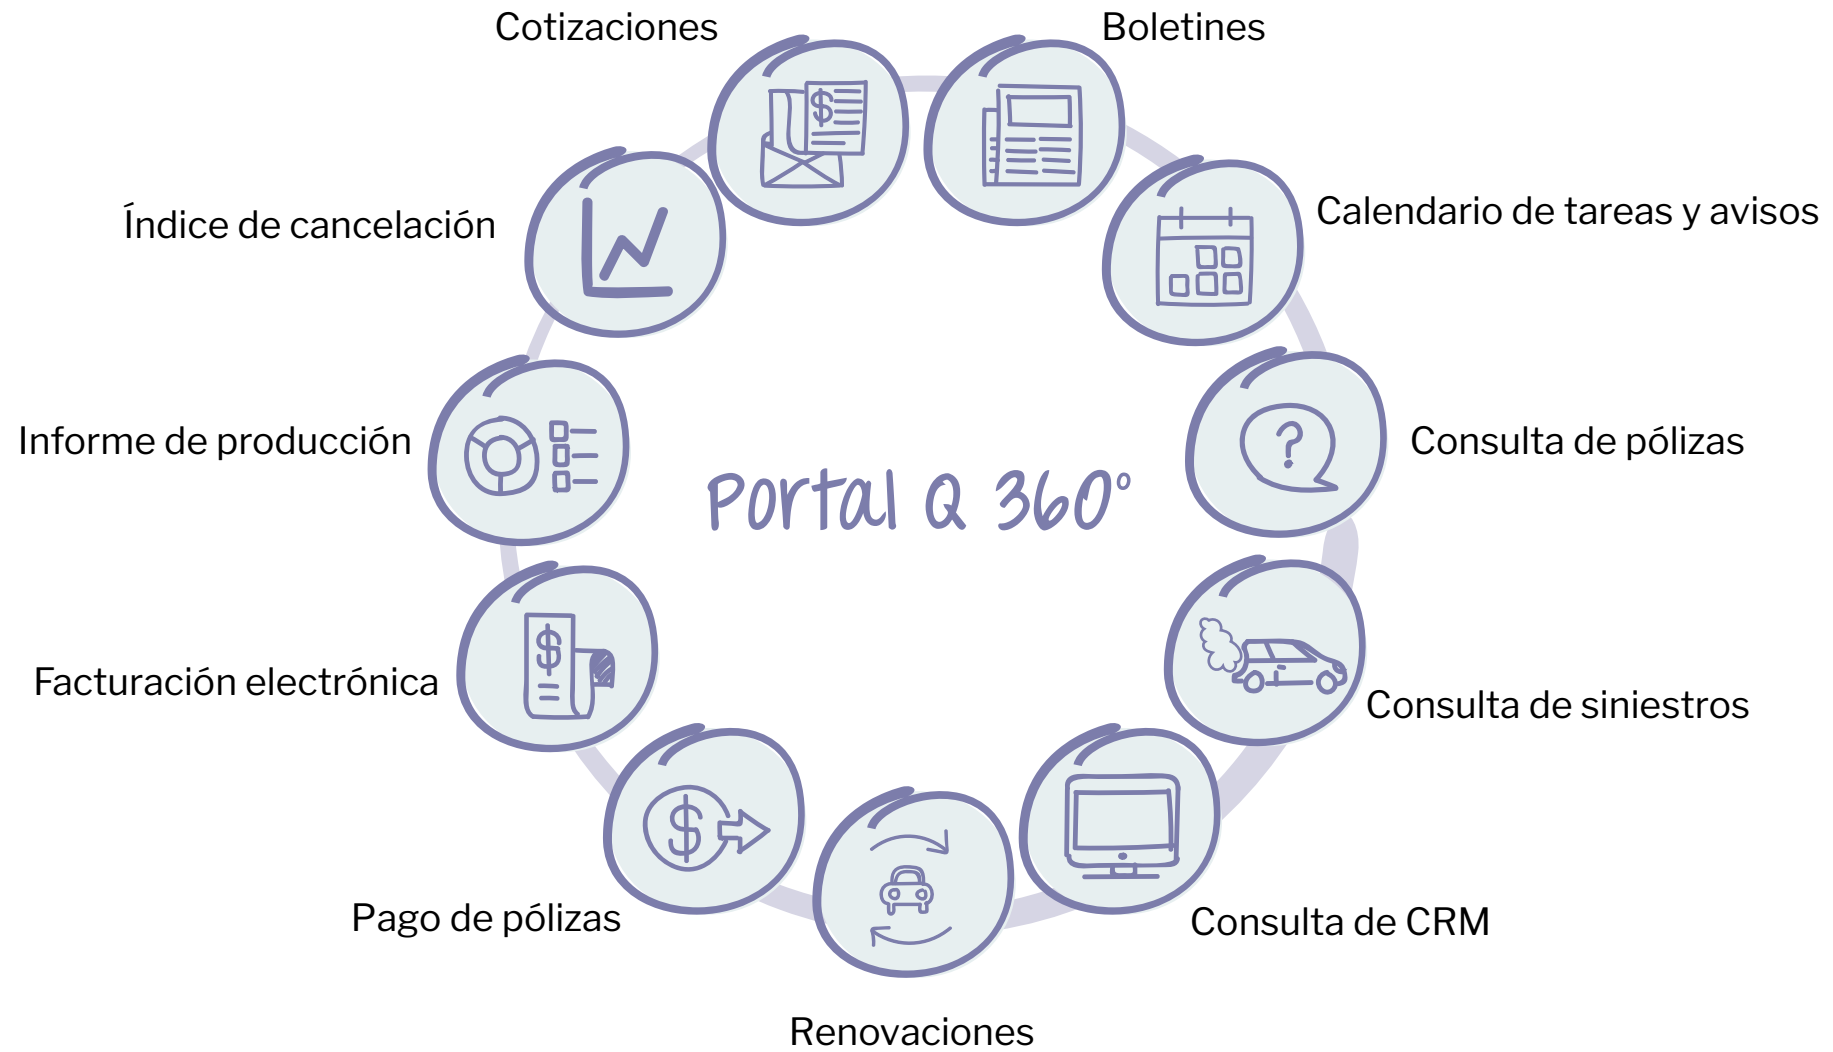 Cotizaciones
Boletines
Índice de cancelación
Calendario de tareas y avisos
Informe de producción
Consulta de pólizas
Portal Q 360°
Facturación electrónica
Consulta de siniestros
Pago de pólizas
Consulta de CRM
Renovaciones